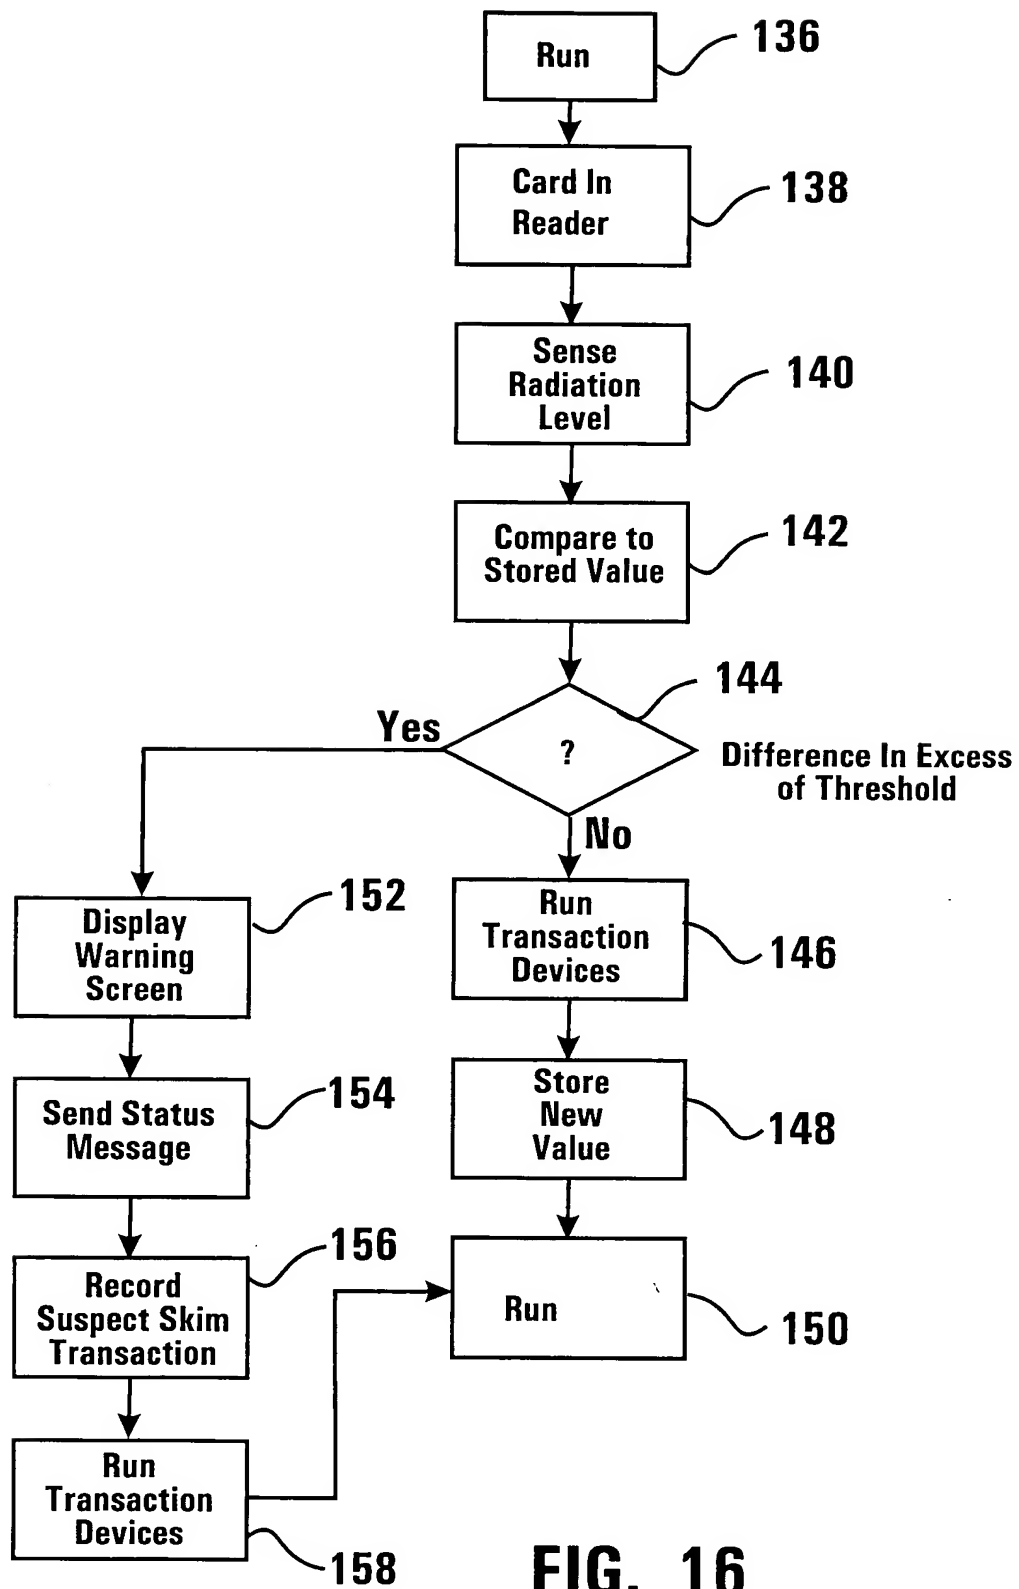 Run
136
Card In
Reader
138
Sense
Radiation
Level
140
Compare to
Stored Value
142
144
Yes
?
Difference In Excess
of Threshold
No
Display
Warning
Screen
152
Run
Transaction
Devices
146
Send Status
Message
154
Store
New
Value
148
Record
Suspect Skim
Transaction
156
Run
150
Run
Transaction
Devices
158
FIG. 16